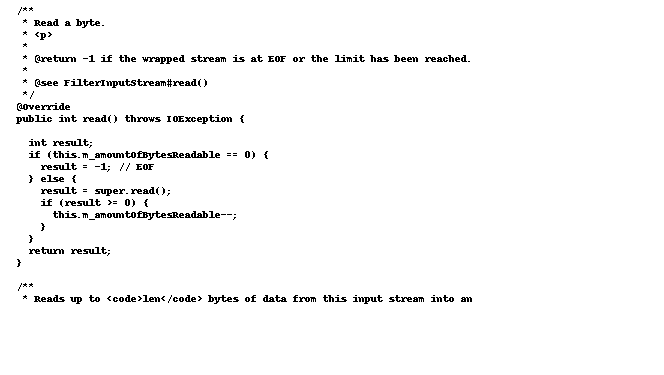 /**
 * Read a byte.
 * <p>
 *
 * @return -1 if the wrapped stream is at EOF or the limit has been reached.
 *
 * @see FilterInputStream#read()
 */
@Override
public int read() throws IOException {

  int result;
  if (this.m_amountOfBytesReadable == 0) {
    result = -1; // EOF
  } else {
    result = super.read();
    if (result >= 0) {
      this.m_amountOfBytesReadable--;
    }
  }
  return result;
}

/**
 * Reads up to <code>len</code> bytes of data from this input stream into an